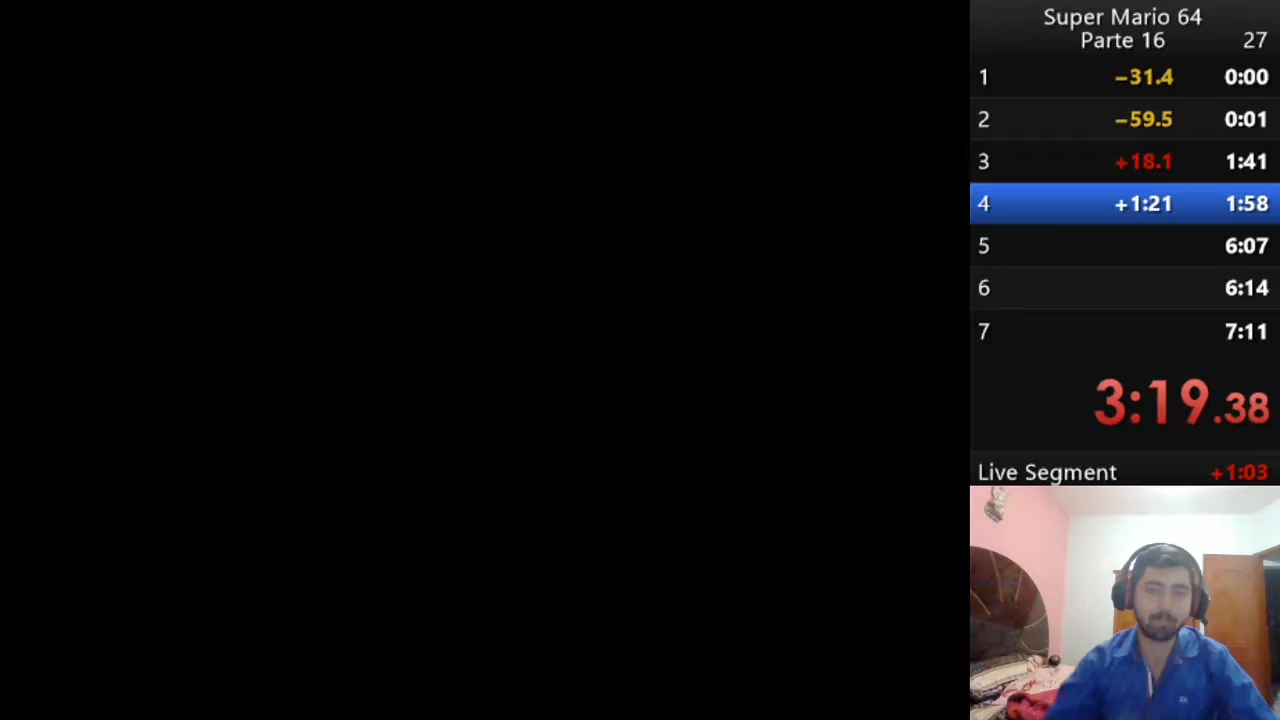 Super Mario 64
Parte 16 27
1 −31.4 0:00
2 −59.5 0:01
3 +18.1 1:41
4 +1:21 1:58
5 6:07
6 6:14
7 7:11
3:19.38
Live Segment +1:03